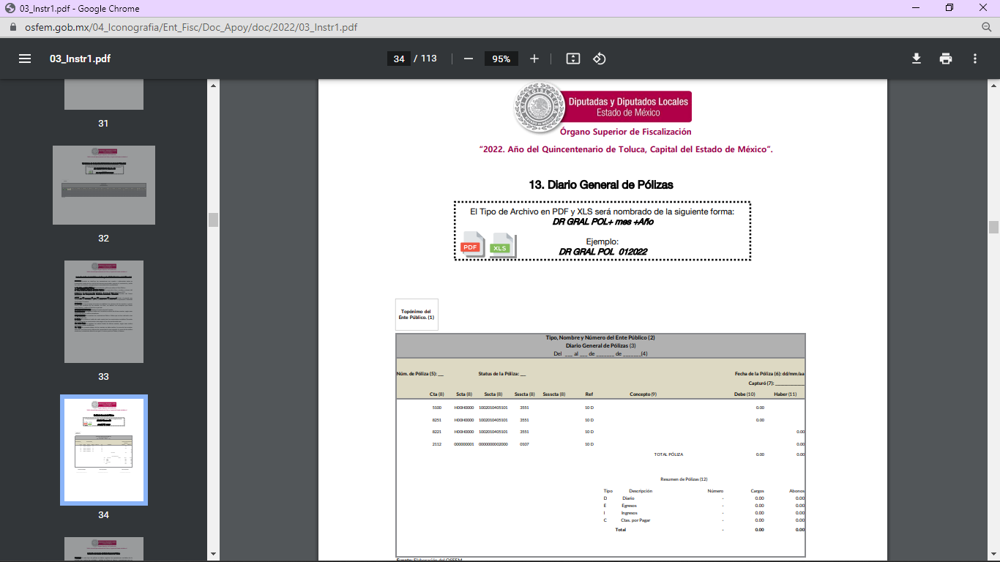 03_Instr1.pdf - Google Chrome
osfem.gob.mx/04_Iconografia/Ent_Fisc/Doc_Apoy/doc/2022/03_Instr1.pdf
03_Instr1.pdf
34 / 113
95%
31
32
33
34
Diputadas y Diputados Locales
Estado de México
Órgano Superior de Fiscalización
“2022. Año del Quincentenario de Toluca, Capital del Estado de México”.
13. Diario General de Pólizas
El Tipo de Archivo en PDF y XLS será nombrado de la siguiente forma:
DR GRAL POL+ mes +Año
Ejemplo:
DR GRAL POL 012022
PDF XLS
Topónimo del
Ente Público. (1)
Tipo, Nombre y Número del Ente Público (2)
Diario General de Pólizas (3)
Del ___ al ___ de _______ de _______(4)
Núm. de Póliza (5): __ Status de la Póliza: __ Fecha de la Póliza (6): dd/mm/aa
Capturó (7): ___________
Cta (8) Scta (8) Sscta (8) Ssscta (8) Sssscta (8) Ref Concepto (9) Debe (10) Haber (11)
5100 H00H0000 1002010405101 3551 10 D 0.00
8251 H00H0000 1002010405101 3551 10 D 0.00
8221 H00H0000 1002010405101 3551 10 D 0.00
2112 000000001 0000000002000 0107 10 D 0.00
TOTAL PÓLIZA 0.00 0.00
Resumen de Pólizas (12)
Tipo Descripción Número Cargos Abonos
D Diario - 0.00 0.00
E Egresos - 0.00 0.00
I Ingresos - 0.00 0.00
C Ctas. por Pagar - 0.00 0.00
Total - 0.00 0.00
Fuente: Elaboración del OSFEM